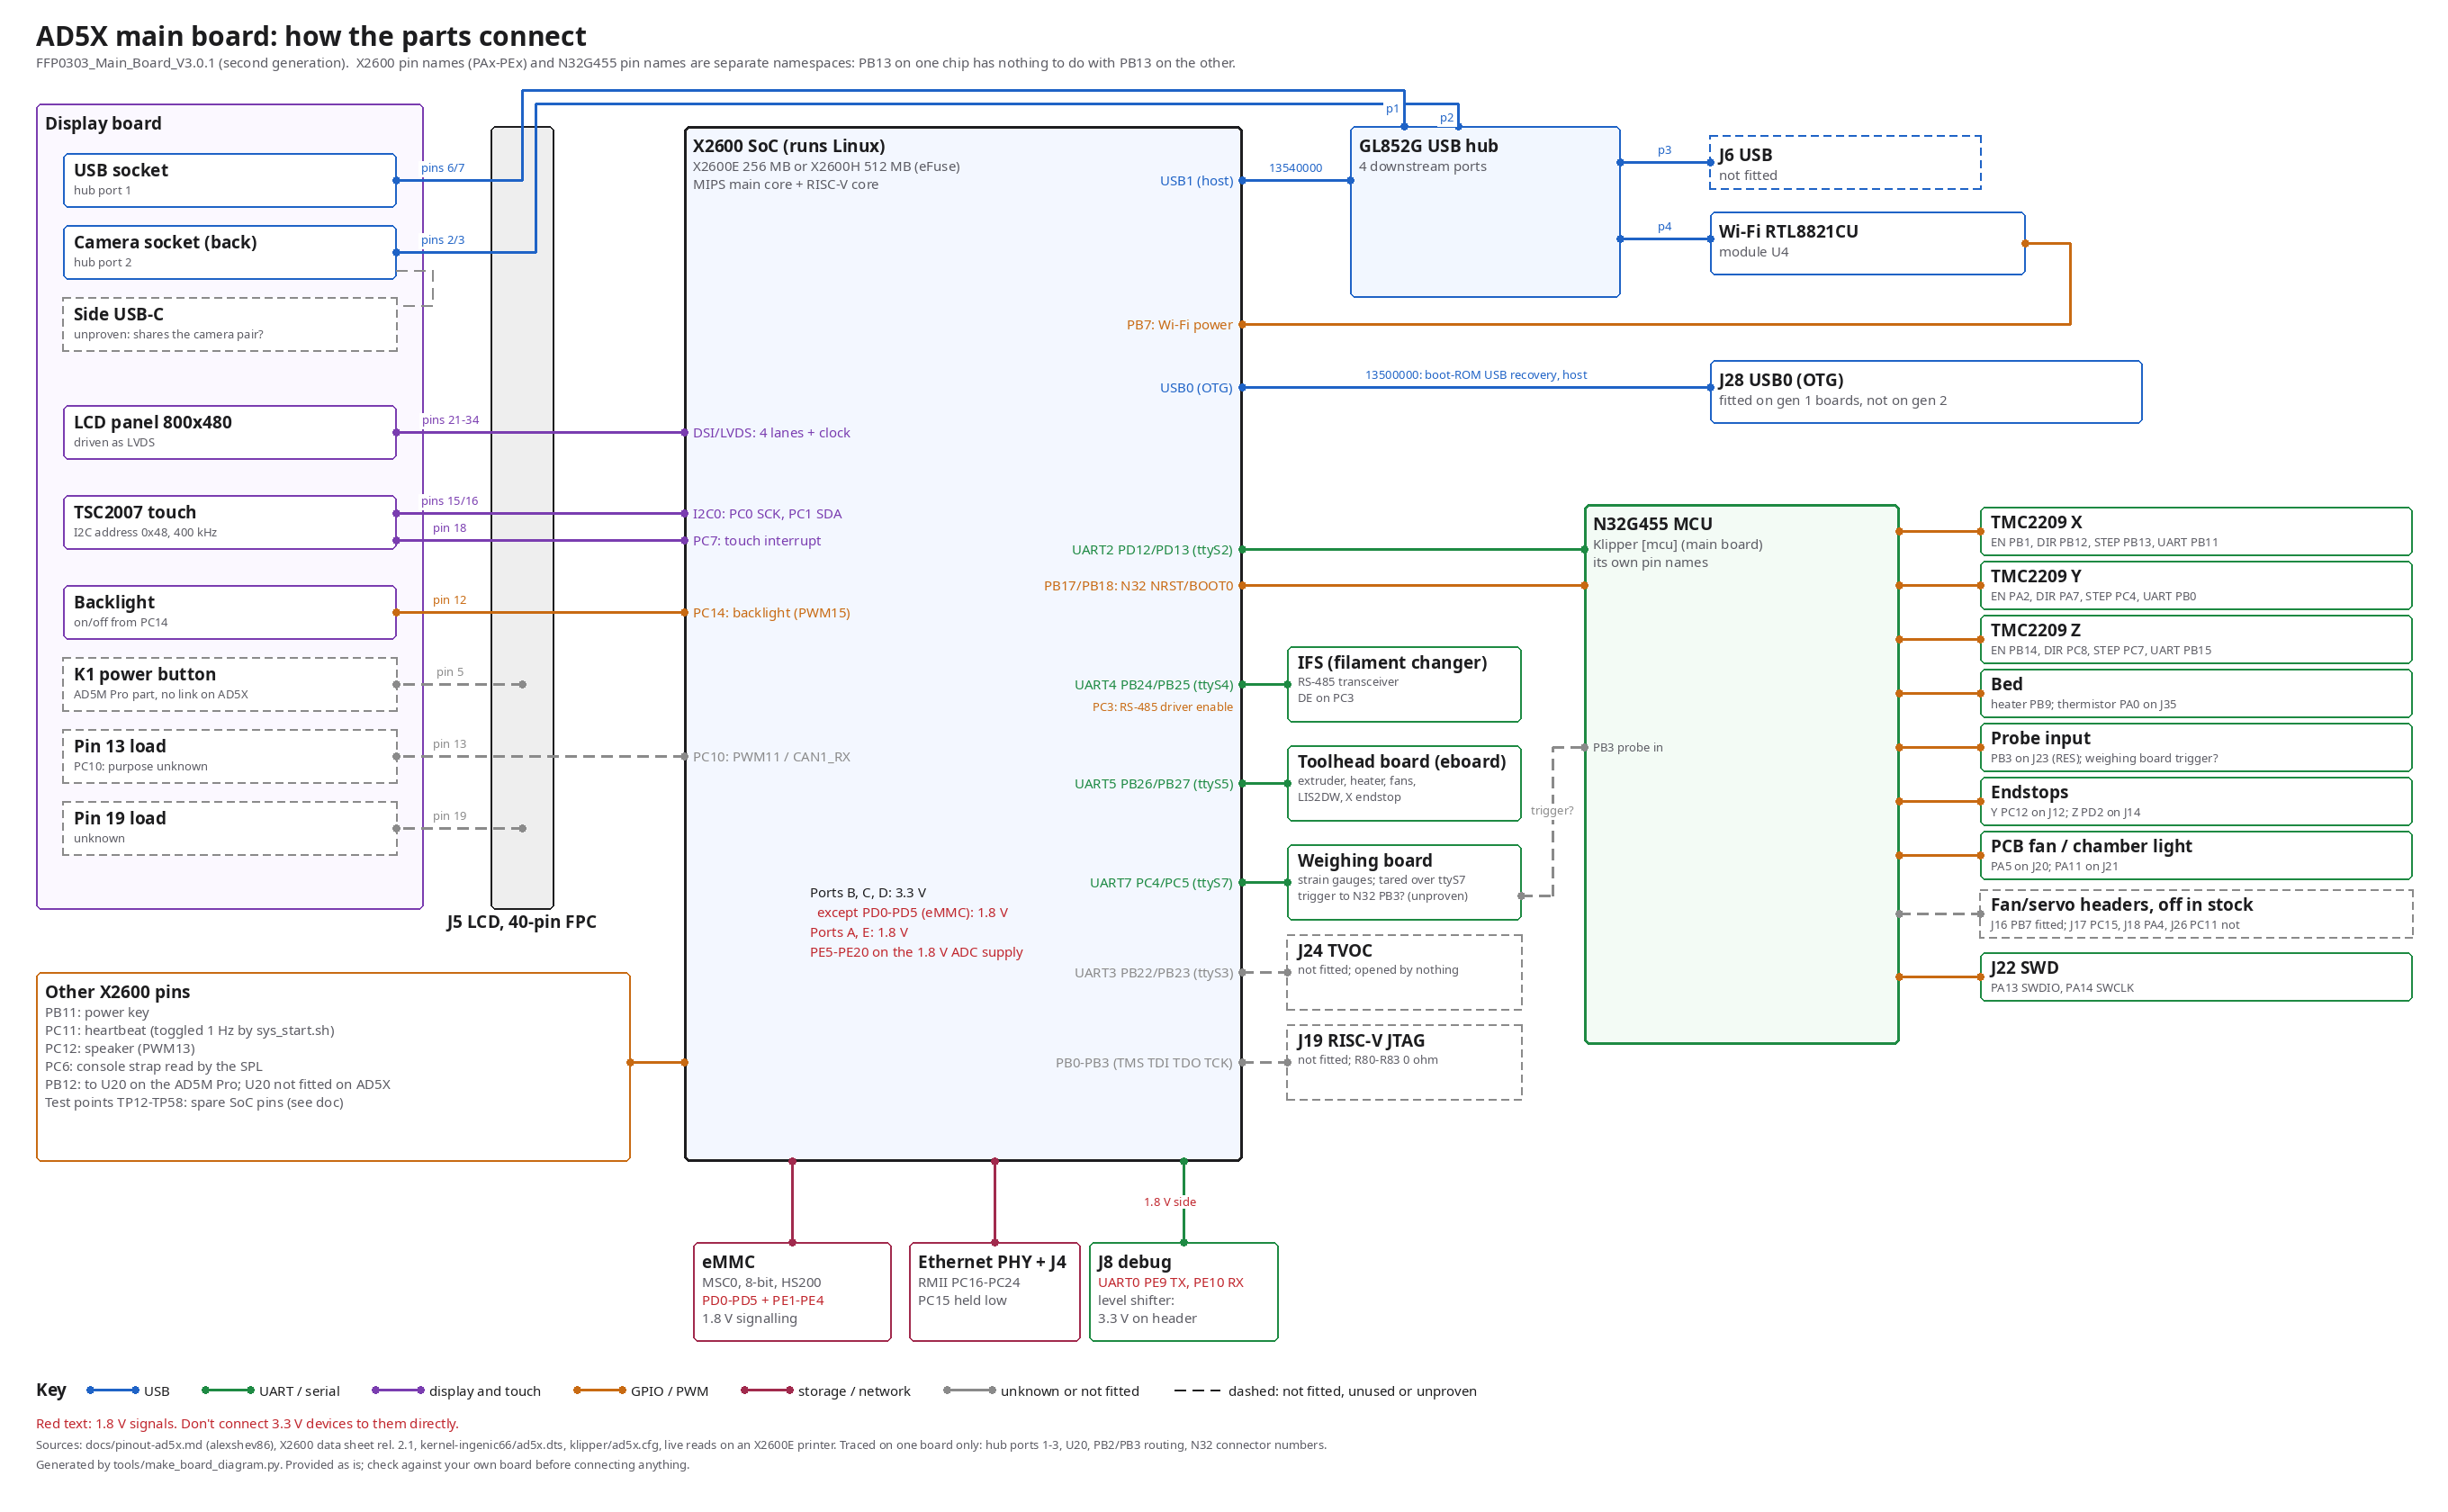 AD5X main board: how the parts connect
FFP0303_Main_Board_V3.0.1 (second generation).  X2600 pin names (PAx-PEx) and N32G455 pin names are separate namespaces: PB13 on one chip has nothing to do with PB13 on the other.
Display board
USB socket
hub port 1
pins 6/7
Camera socket (back)
hub port 2
pins 2/3
Side USB-C
unproven: shares the camera pair?
LCD panel 800x480
driven as LVDS
pins 21-34
TSC2007 touch
I2C address 0x48, 400 kHz
pins 15/16
pin 18
Backlight
on/off from PC14
pin 12
K1 power button
AD5M Pro part, no link on AD5X
pin 5
Pin 13 load
PC10: purpose unknown
pin 13
Pin 19 load
unknown
pin 19
J5 LCD, 40-pin FPC
Other X2600 pins
PB11: power key
PC11: heartbeat (toggled 1 Hz by sys_start.sh)
PC12: speaker (PWM13)
PC6: console strap read by the SPL
PB12: to U20 on the AD5M Pro; U20 not fitted on AD5X
Test points TP12-TP58: spare SoC pins (see doc)
X2600 SoC (runs Linux)
X2600E 256 MB or X2600H 512 MB (eFuse)
MIPS main core + RISC-V core
USB1 (host)
PB7: Wi-Fi power
USB0 (OTG)
DSI/LVDS: 4 lanes + clock
I2C0: PC0 SCK, PC1 SDA
PC7: touch interrupt
UART2 PD12/PD13 (ttyS2)
PB17/PB18: N32 NRST/BOOT0
PC14: backlight (PWM15)
UART4 PB24/PB25 (ttyS4)
PC3: RS-485 driver enable
PC10: PWM11 / CAN1_RX
UART5 PB26/PB27 (ttyS5)
UART7 PC4/PC5 (ttyS7)
Ports B, C, D: 3.3 V
except PD0-PD5 (eMMC): 1.8 V
Ports A, E: 1.8 V
PE5-PE20 on the 1.8 V ADC supply
UART3 PB22/PB23 (ttyS3)
PB0-PB3 (TMS TDI TDO TCK)
13540000
p1
p2
GL852G USB hub
4 downstream ports
p3
J6 USB
not fitted
p4
Wi-Fi RTL8821CU
module U4
13500000: boot-ROM USB recovery, host
J28 USB0 (OTG)
fitted on gen 1 boards, not on gen 2
IFS (filament changer)
RS-485 transceiver
DE on PC3
Toolhead board (eboard)
extruder, heater, fans,
LIS2DW, X endstop
Weighing board
strain gauges; tared over ttyS7
trigger to N32 PB3? (unproven)
trigger?
J24 TVOC
not fitted; opened by nothing
J19 RISC-V JTAG
not fitted; R80-R83 0 ohm
N32G455 MCU
Klipper [mcu] (main board)
its own pin names
PB3 probe in
TMC2209 X
EN PB1, DIR PB12, STEP PB13, UART PB11
TMC2209 Y
EN PA2, DIR PA7, STEP PC4, UART PB0
TMC2209 Z
EN PB14, DIR PC8, STEP PC7, UART PB15
Bed
heater PB9; thermistor PA0 on J35
Probe input
PB3 on J23 (RES); weighing board trigger?
Endstops
Y PC12 on J12; Z PD2 on J14
PCB fan / chamber light
PA5 on J20; PA11 on J21
Fan/servo headers, off in stock
J16 PB7 fitted; J17 PC15, J18 PA4, J26 PC11 not
J22 SWD
PA13 SWDIO, PA14 SWCLK
1.8 V side
eMMC
MSC0, 8-bit, HS200
PD0-PD5 + PE1-PE4
1.8 V signalling
Ethernet PHY + J4
RMII PC16-PC24
PC15 held low
J8 debug
UART0 PE9 TX, PE10 RX
level shifter:
3.3 V on header
Key
USB
UART / serial
display and touch
GPIO / PWM
storage / network
unknown or not fitted
dashed: not fitted, unused or unproven
Red text: 1.8 V signals. Don't connect 3.3 V devices to them directly.
Sources: docs/pinout-ad5x.md (alexshev86), X2600 data sheet rel. 2.1, kernel-ingenic66/ad5x.dts, klipper/ad5x.cfg, live reads on an X2600E printer. Traced on one board only: hub ports 1-3, U20, PB2/PB3 routing, N32 connector numbers.
Generated by tools/make_board_diagram.py. Provided as is; check against your own board before connecting anything.